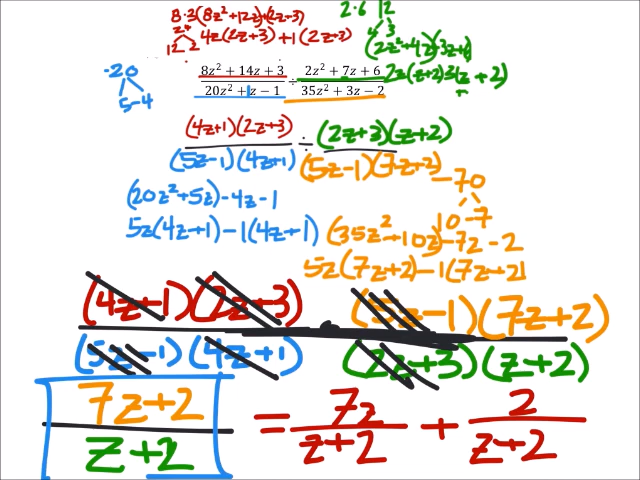 8·3(8z²+12z)+(2z+3) 2·6 12
24 4 3
12 2 4z(2z+3)+1(2z+3) (2z²+4z)+3z+6
-20 8z² + 14z + 3 ÷ 2z² + 7z + 6 2z(z+2)3(z+2)
5 -4 20z² + z − 1 35z² + 3z − 2
(4z+1)(2z+3) ÷ (2z+3)(z+2)
(5z-1)(4z+1) (5z-1)(7z+2) -70
(20z²+5z)-4z-1 10 -7
5z(4z+1)-1(4z+1) (35z²+10z)-7z-2
5z(7z+2)-1(7z+2)
(4z-1)(2z+3) · (5z-1)(7z+2)
(5z-1)(4z+1) (2z+3)(z+2)
7z+2 = 7z + 2
z+2 z+2 z+2